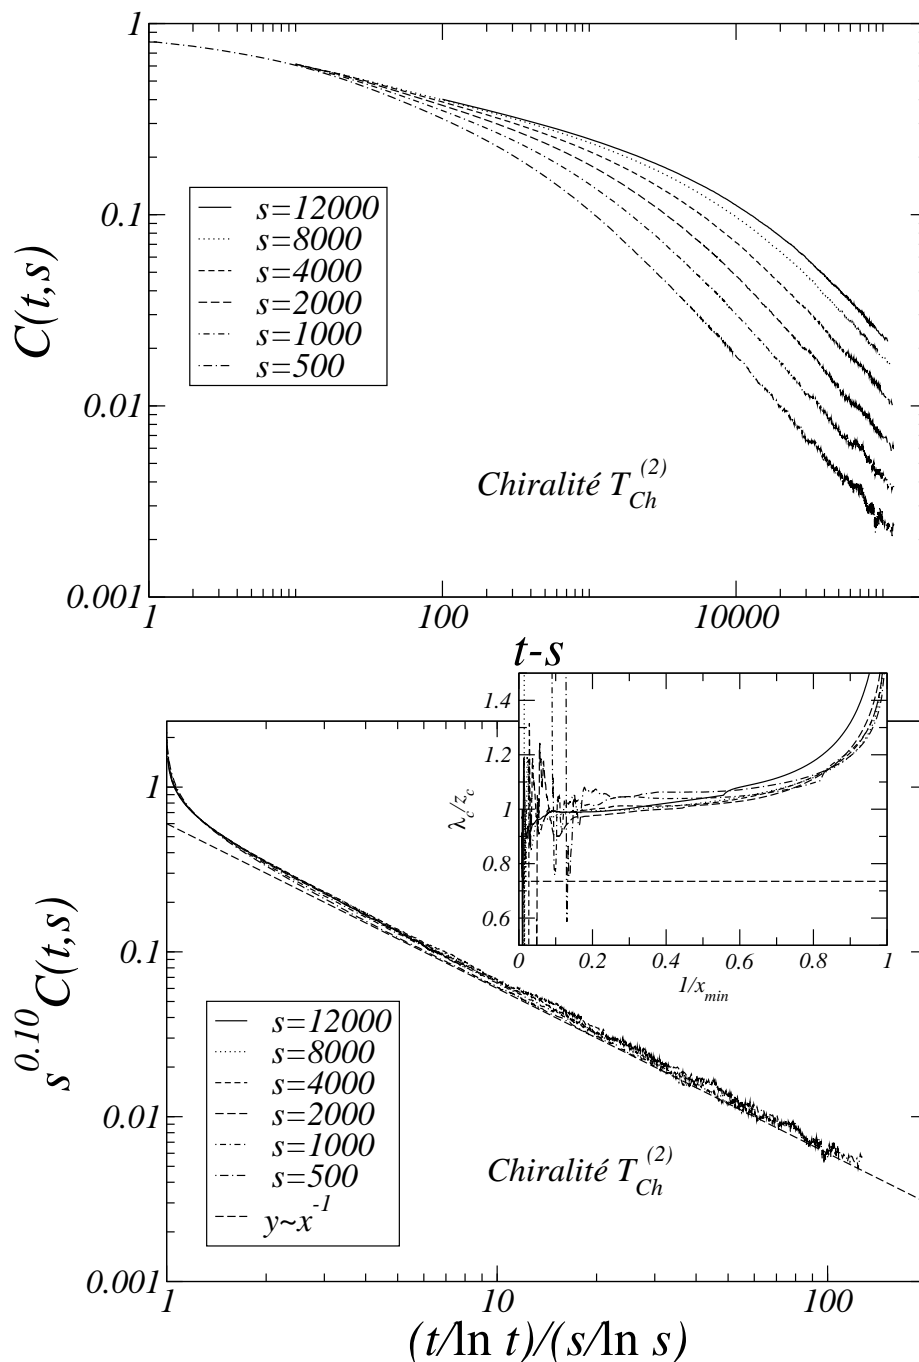 1
0.1
0.01
0.001
C(t,s)
s=12000
s=8000
s=4000
s=2000
s=1000
s=500
Chiralité T_Ch^(2)
1
100
10000
t-s
1.4
1.2
1
0.8
0.6
λ_c/z_c
0
0.2
0.4
0.6
0.8
1
1/x_min
1
0.1
0.01
0.001
s^0.10 C(t,s)
s=12000
s=8000
s=4000
s=2000
s=1000
s=500
y~x^-1
Chiralité T_Ch^(2)
1
10
100
(t/ln t)/(s/ln s)